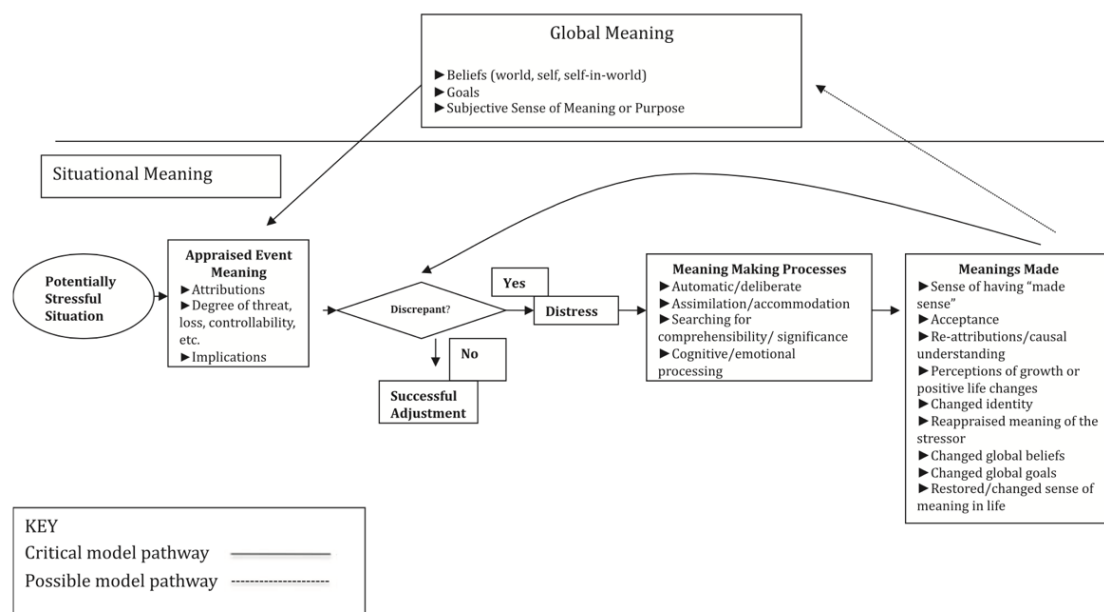 Global Meaning
►Beliefs (world, self, self-in-world)
►Goals
►Subjective Sense of Meaning or Purpose
Situational Meaning
Potentially
Stressful
Situation
Appraised Event
Meaning
►Attributions
►Degree of threat,
loss, controllability,
etc.
►Implications
Discrepant?
Yes
Distress
No
Successful
Adjustment
Meaning Making Processes
►Automatic/deliberate
►Assimilation/accommodation
►Searching for
comprehensibility/ significance
►Cognitive/emotional
processing
Meanings Made
►Sense of having “made
sense”
►Acceptance
►Re-attributions/causal
understanding
►Perceptions of growth or
positive life changes
►Changed identity
►Reappraised meaning of the
stressor
►Changed global beliefs
►Changed global goals
►Restored/changed sense of
meaning in life
KEY
Critical model pathway
Possible model pathway